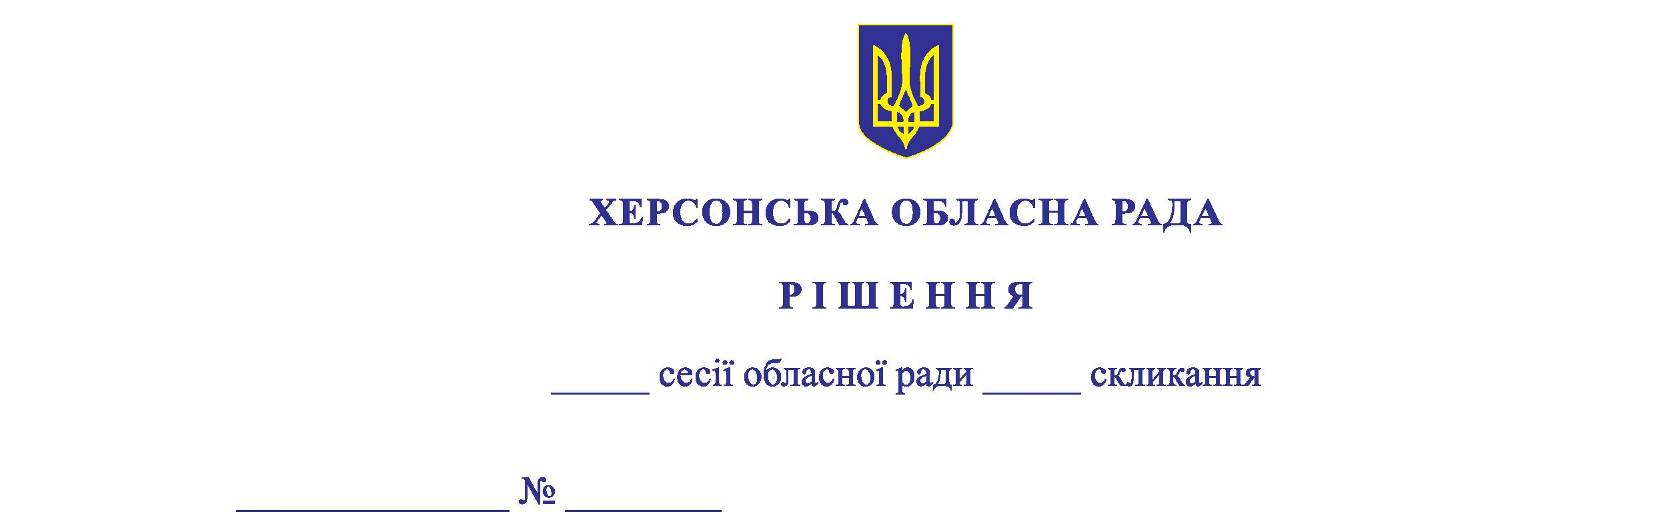 ХЕРСОНСЬКА ОБЛАСНА РАДА
Р І Ш Е Н Н Я
_____ сесії обласної ради _____ скликання
______________ № ________